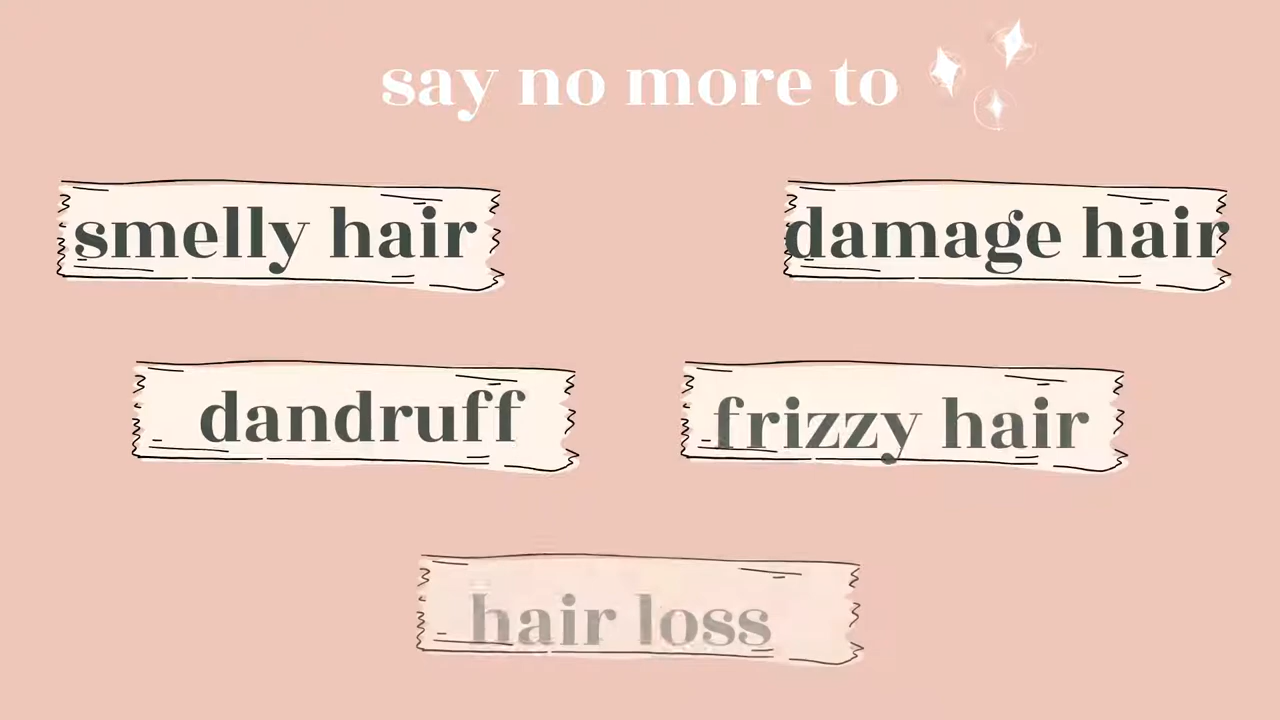 say no more to
smelly hair
damage hair
dandruff
frizzy hair
hair loss